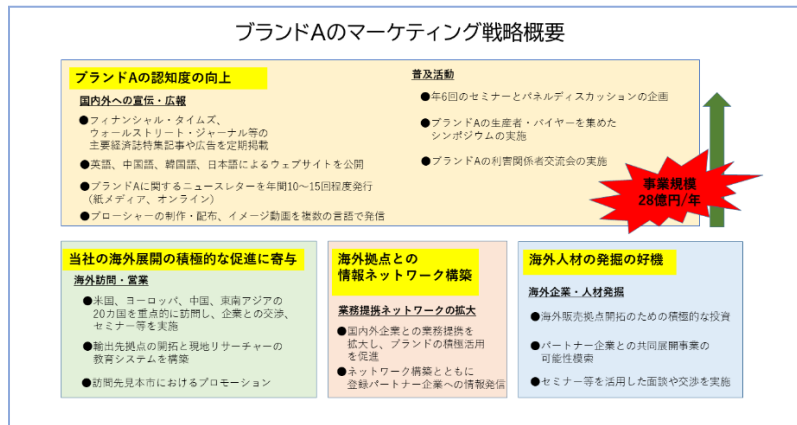 ブランドAのマーケティング戦略概要
ブランドAの認知度の向上
国内外への宣伝・広報
●フィナンシャル・タイムズ、
ウォールストリート・ジャーナル等の
主要経済誌特集記事や広告を定期掲載
●英語、中国語、韓国語、日本語によるウェブサイトを公開
●ブランドAに関するニュースレターを年間10～15回程度発行
(紙メディア、オンライン)
●ブローシャーの制作・配布、イメージ動画を複数の言語で発信
普及活動
●年6回のセミナーとパネルディスカッションの企画
●ブランドAの生産者・バイヤーを集めた
シンポジウムの実施
●ブランドAの利害関係者交流会の実施
事業規模
28億円/年
当社の海外展開の積極的な促進に寄与
海外訪問・営業
●米国、ヨーロッパ、中国、東南アジアの
20カ国を重点的に訪問し、企業との交渉、
セミナー等を実施
●輸出先拠点の開拓と現地リサーチャーの
教育システムを構築
●訪問先見本市におけるプロモーション
海外拠点との
情報ネットワーク構築
業務提携ネットワークの拡大
●国内外企業との業務提携を
拡大し、ブランドの積極活用
を促進
●ネットワーク構築とともに
登録パートナー企業への情報発信
海外人材の発掘の好機
海外企業・人材発掘
●海外販売拠点開拓のための積極的な投資
●パートナー企業との共同展開事業の
可能性模索
●セミナー等を活用した面談や交渉を実施